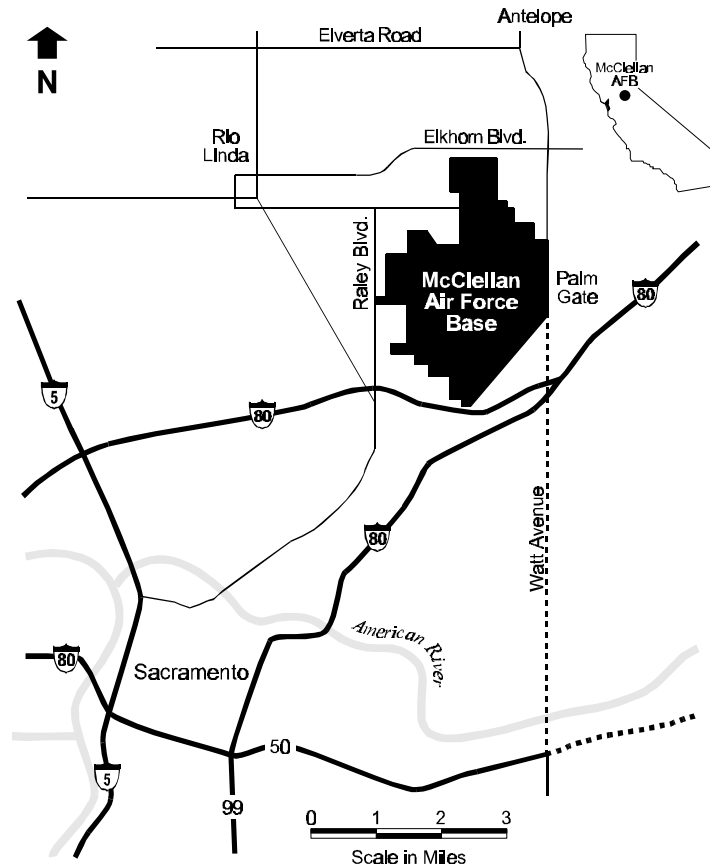 Antelope
Elverta Road
N
McClellan
AFB
Rio
Linda
Elkhorn Blvd.
Raley Blvd.
McClellan
Air Force
Base
Palm
Gate
80
5
80
80
Watt Avenue
American River
80
Sacramento
50
5
99
0 1 2 3
Scale in Miles